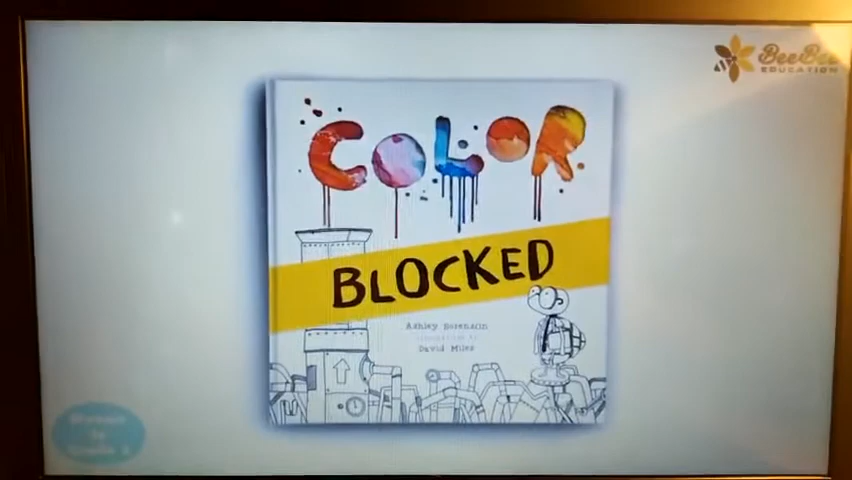 BeeBee
EDUCATION
COLOR
BLOCKED
Ashley Sorenson
David Miles